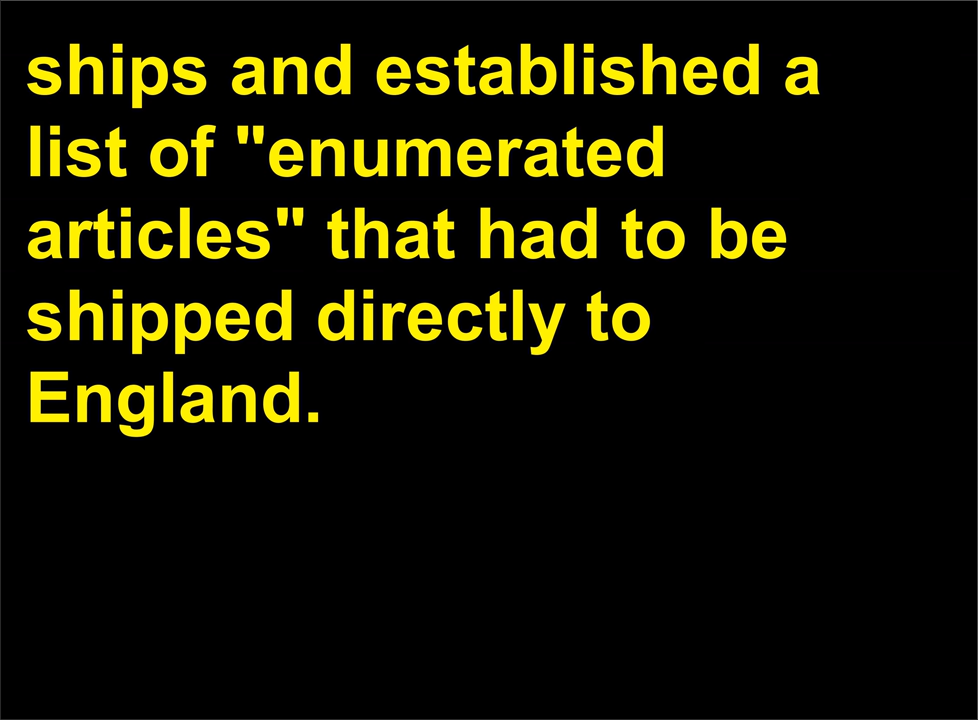 ships and established a
list of "enumerated
articles" that had to be
shipped directly to
England.